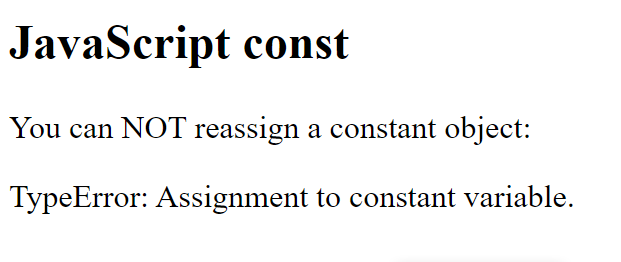 JavaScript const
You can NOT reassign a constant object:
TypeError: Assignment to constant variable.